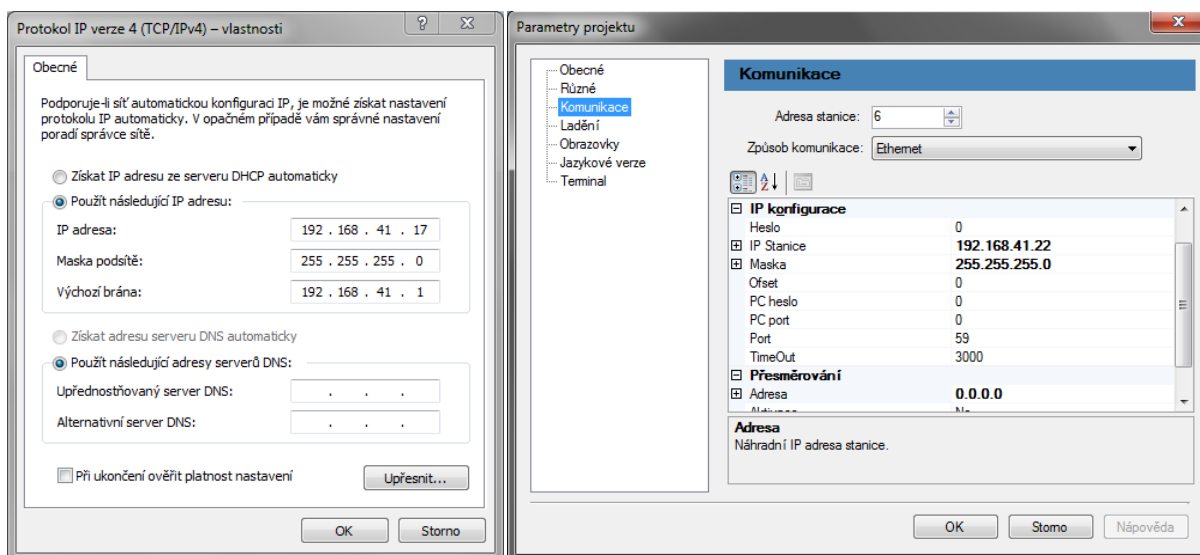 Protokol IP verze 4 (TCP/IPv4) – vlastnosti
Obecné
Podporuje-li síť automatickou konfiguraci IP, je možné získat nastavení
protokolu IP automaticky. V opačném případě vám správné nastavení
poradí správce sítě.
Získat IP adresu ze serveru DHCP automaticky
Použít následující IP adresu:
IP adresa: 192 . 168 . 41 . 17
Maska podsítě: 255 . 255 . 255 . 0
Výchozí brána: 192 . 168 . 41 . 1
Získat adresu serveru DNS automaticky
Použít následující adresy serverů DNS:
Upřednostňovaný server DNS: . . .
Alternativní server DNS: . . .
Při ukončení ověřit platnost nastavení
Upřesnit...
OK Storno
Parametry projektu
Obecné
Různé
Komunikace
Ladění
Obrazovky
Jazykové verze
Terminal
Komunikace
Adresa stanice: 6
Způsob komunikace: Ethernet
IP konfigurace
Heslo 0
IP Stanice 192.168.41.22
Maska 255.255.255.0
Ofset 0
PC heslo 0
PC port 0
Port 59
TimeOut 3000
Přesměrování
Adresa 0.0.0.0
Adresa
Náhradní IP adresa stanice.
OK Storno Nápověda